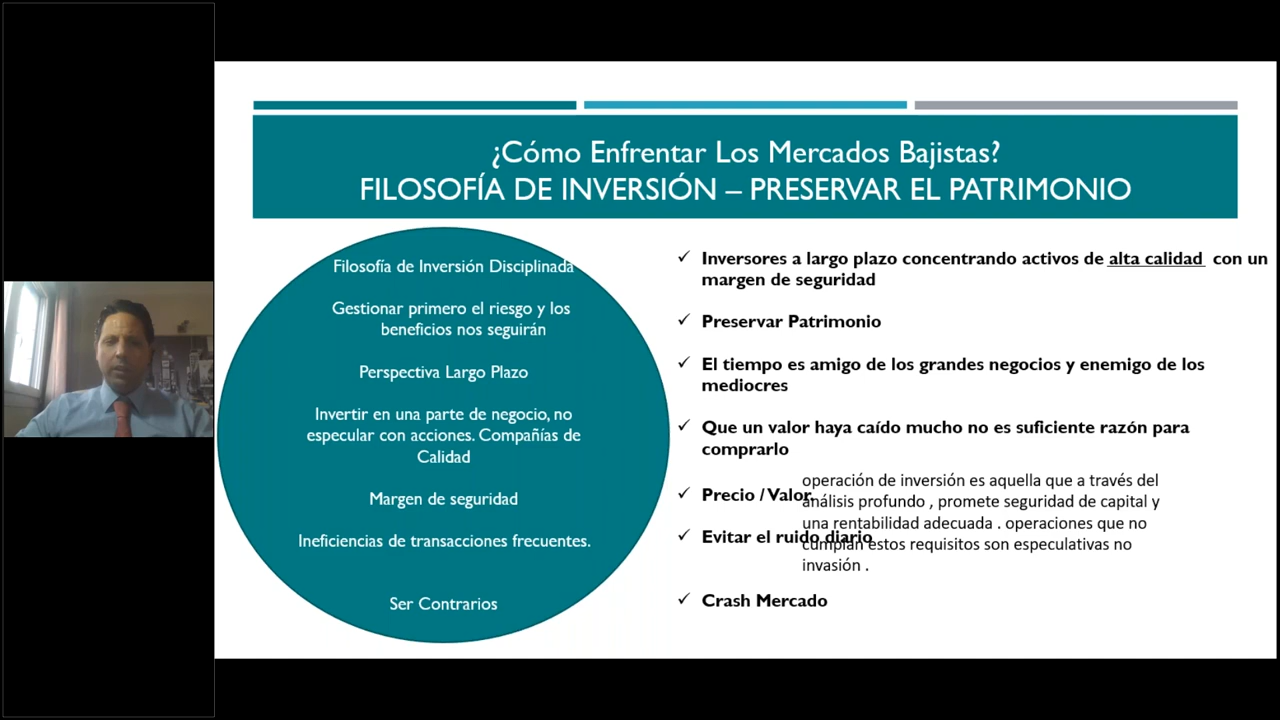 ¿Cómo Enfrentar Los Mercados Bajistas?
FILOSOFÍA DE INVERSIÓN – PRESERVAR EL PATRIMONIO
Filosofía de Inversión Disciplinada
Gestionar primero el riesgo y los
beneficios nos seguirán
Perspectiva Largo Plazo
Invertir en una parte de negocio, no
especular con acciones. Compañías de
Calidad
Margen de seguridad
Ineficiencias de transacciones frecuentes.
Ser Contrarios
✓ Inversores a largo plazo concentrando activos de alta calidad con un
margen de seguridad
✓ Preservar Patrimonio
✓ El tiempo es amigo de los grandes negocios y enemigo de los
mediocres
✓ Que un valor haya caído mucho no es suficiente razón para
comprarlo
✓ Precio / Valor.
✓ Evitar el ruido diario
✓ Crash Mercado
operación de inversión es aquella que a través del
análisis profundo , promete seguridad de capital y
una rentabilidad adecuada . operaciones que no
cumplan estos requisitos son especulativas no
invasión .